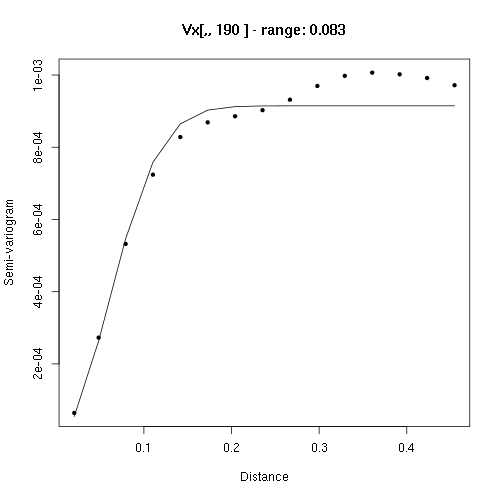 Vx[,, 190 ] - range: 0.083
1e-03
8e-04
6e-04
4e-04
2e-04
Semi-variogram
0.1 0.2 0.3 0.4
Distance